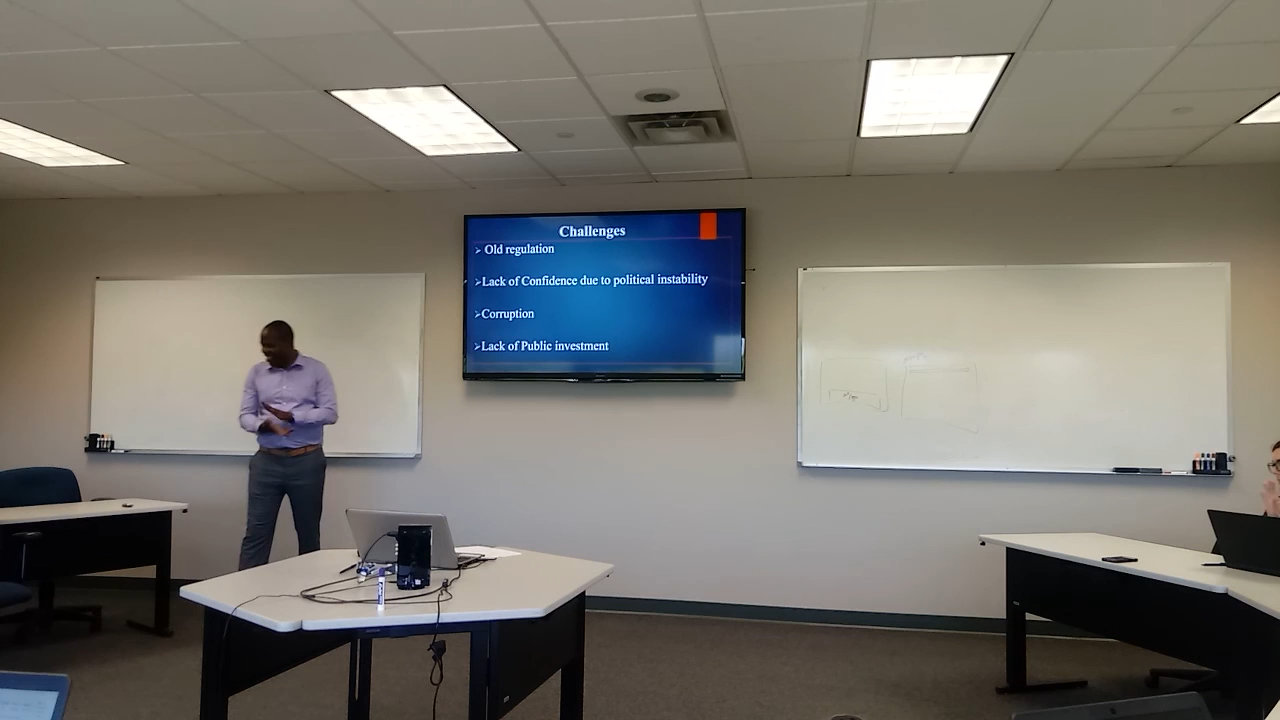 Challenges
➢ Old regulation
➢Lack of Confidence due to political instability
➢Corruption
➢Lack of Public investment